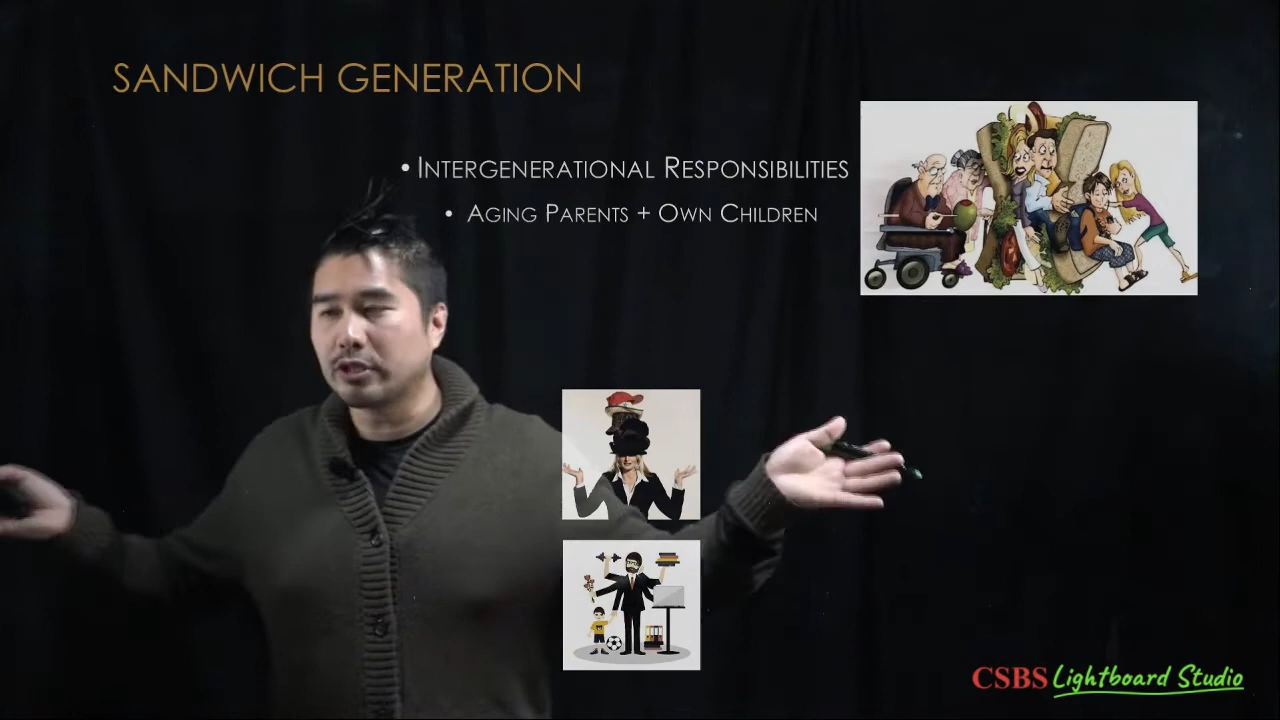 SANDWICH GENERATION
• INTERGENERATIONAL RESPONSIBILITIES
• AGING PARENTS + OWN CHILDREN
CSBS Lightboard Studio